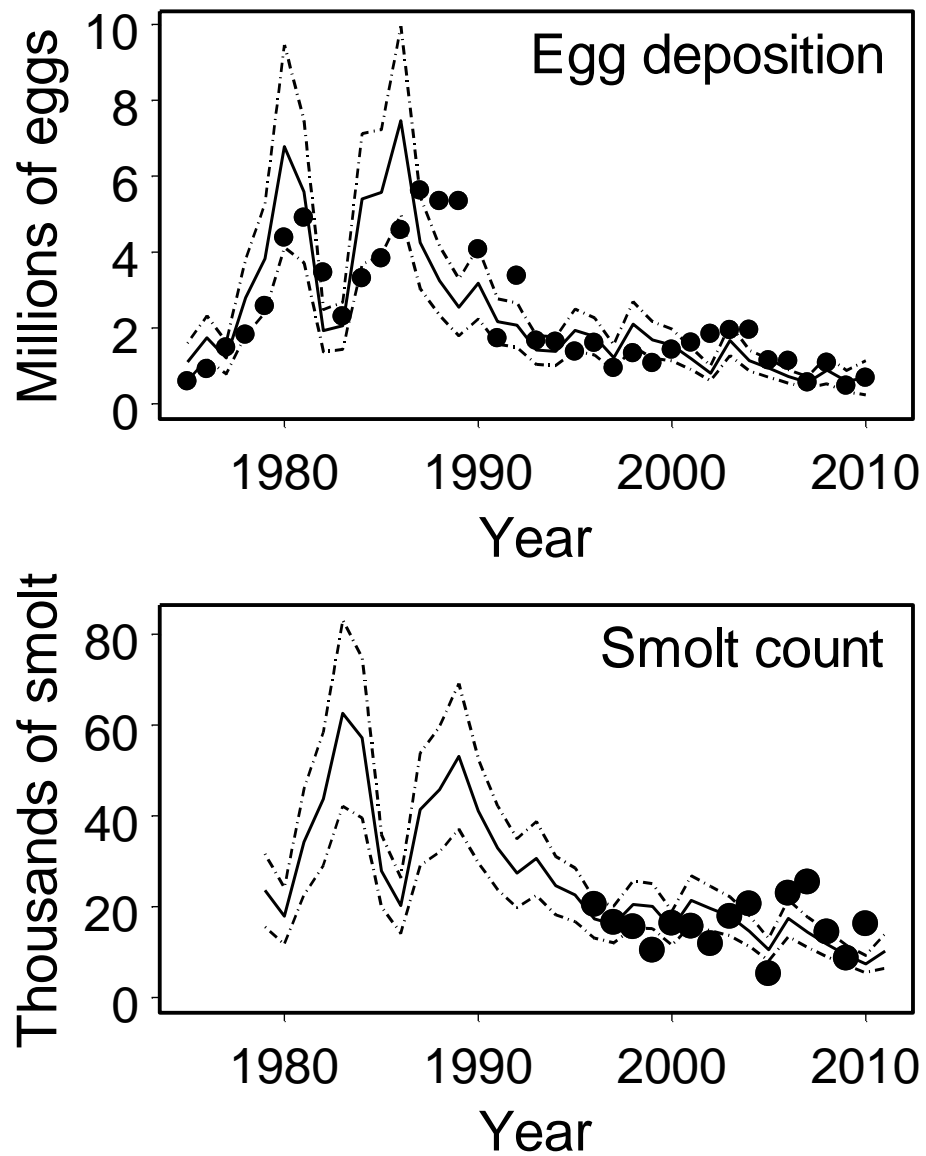 Egg deposition
Millions of eggs
10
8
6
4
2
0
1980 1990 2000 2010
Year
Smolt count
Thousands of smolt
80
60
40
20
0
1980 1990 2000 2010
Year